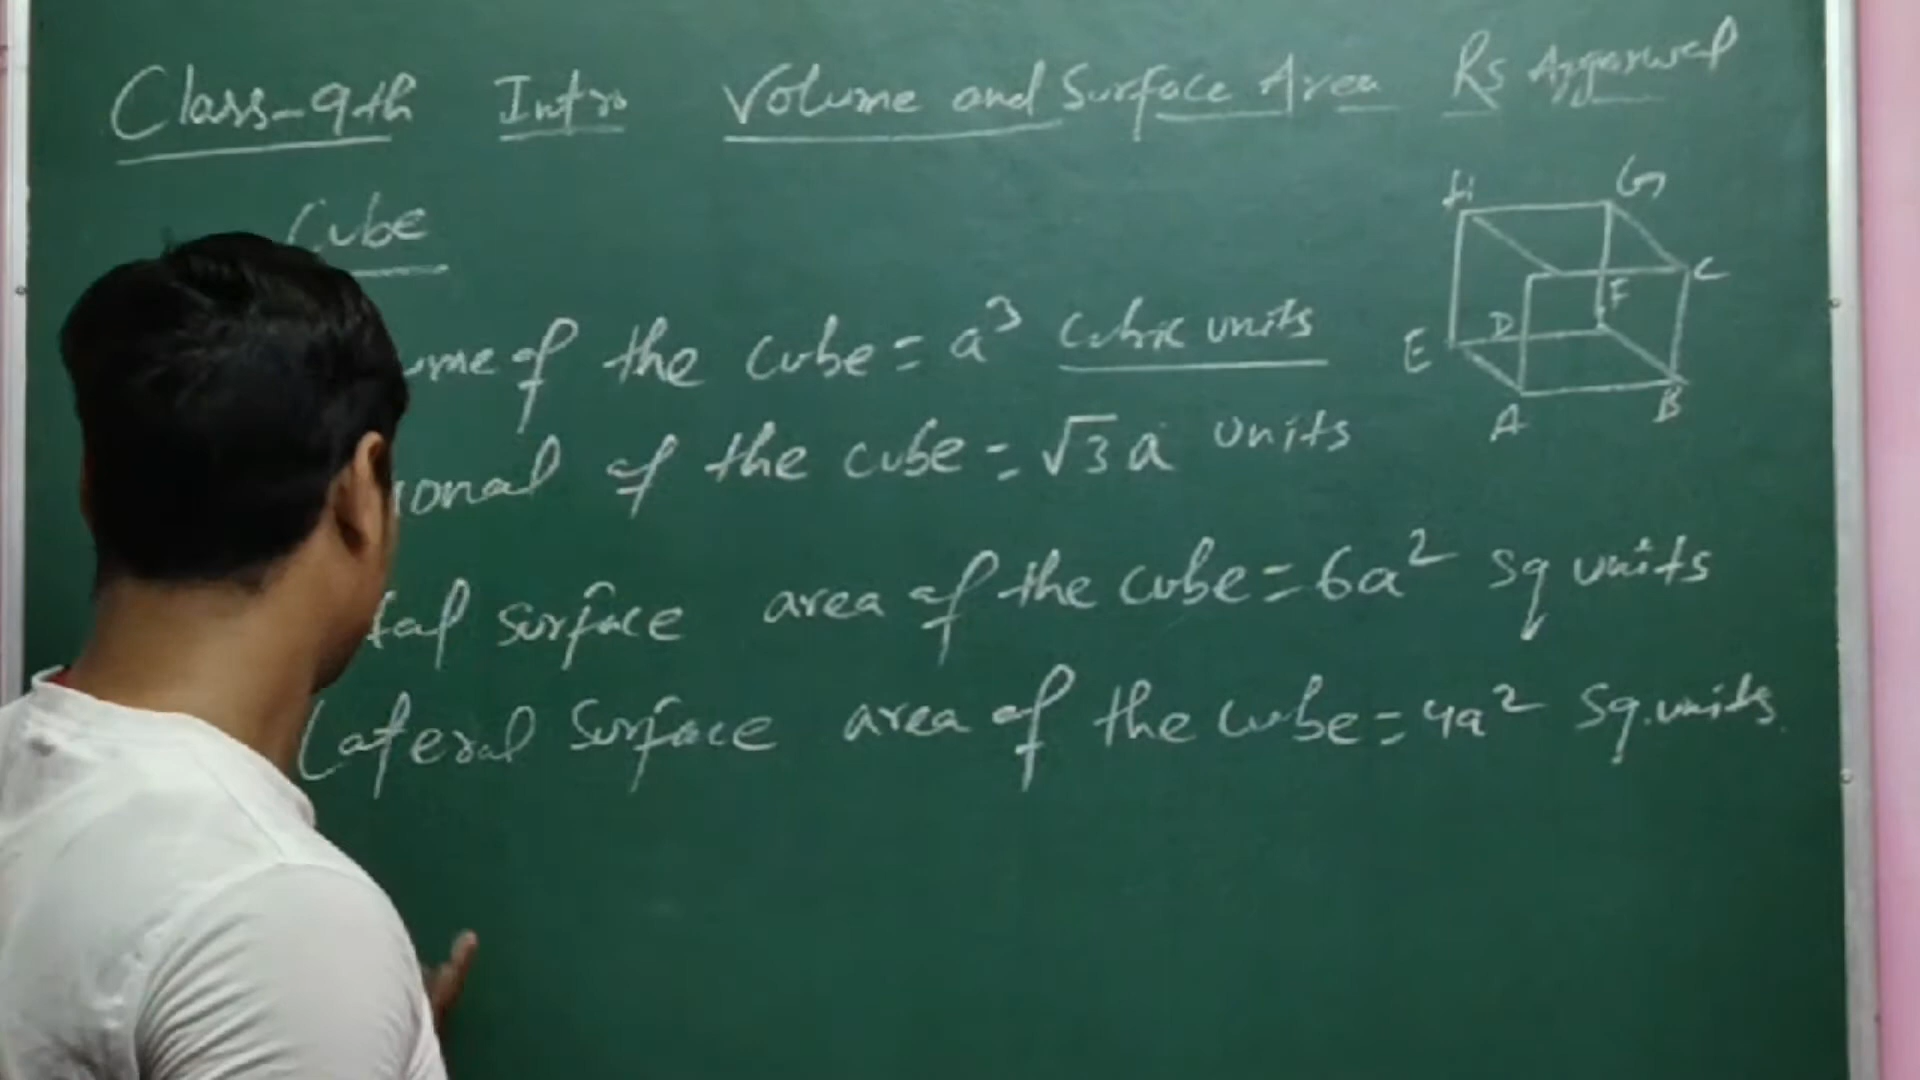 Class-9th Intro Volume and Surface Area RS Aggarwal
Cube
ume of the cube = a³ cubic units
onal of the cube = √3 a units
tal surface area of the cube = 6a² sq units
Lateral surface area of the cube = 4a² sq. units
H G
C
F
D
E
A B